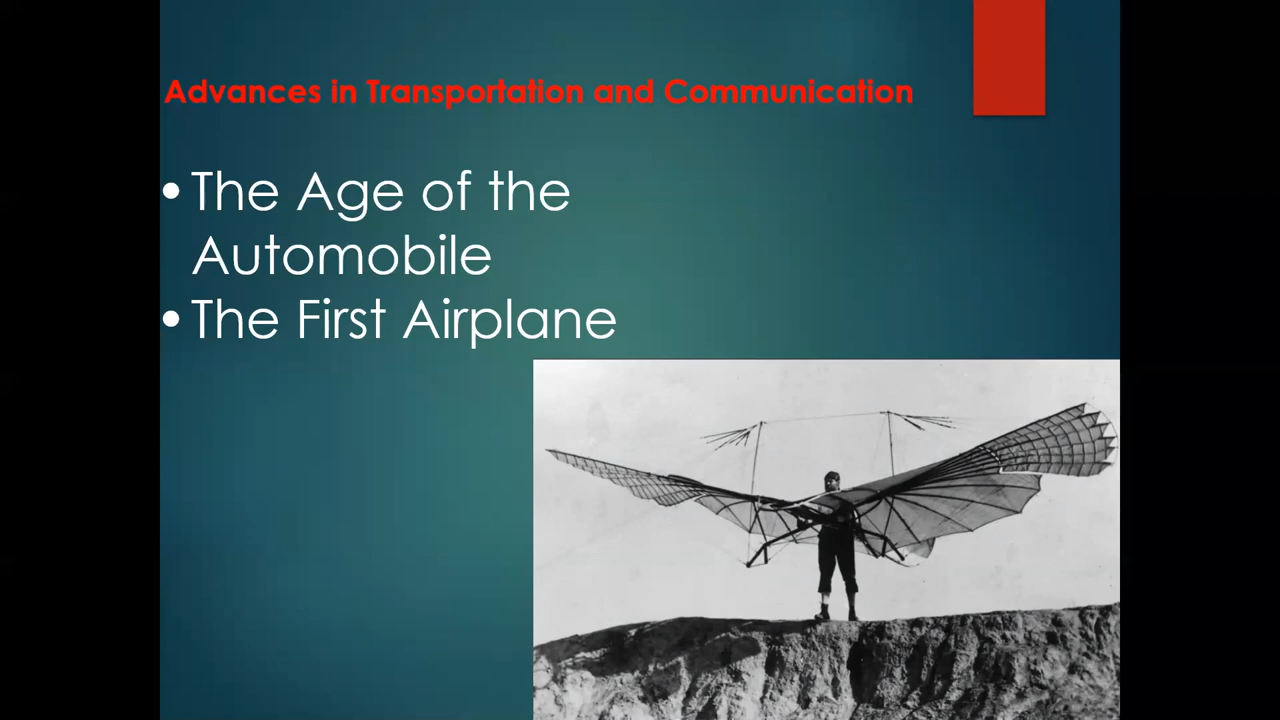 Advances in Transportation and Communication
•The Age of the
Automobile
•The First Airplane